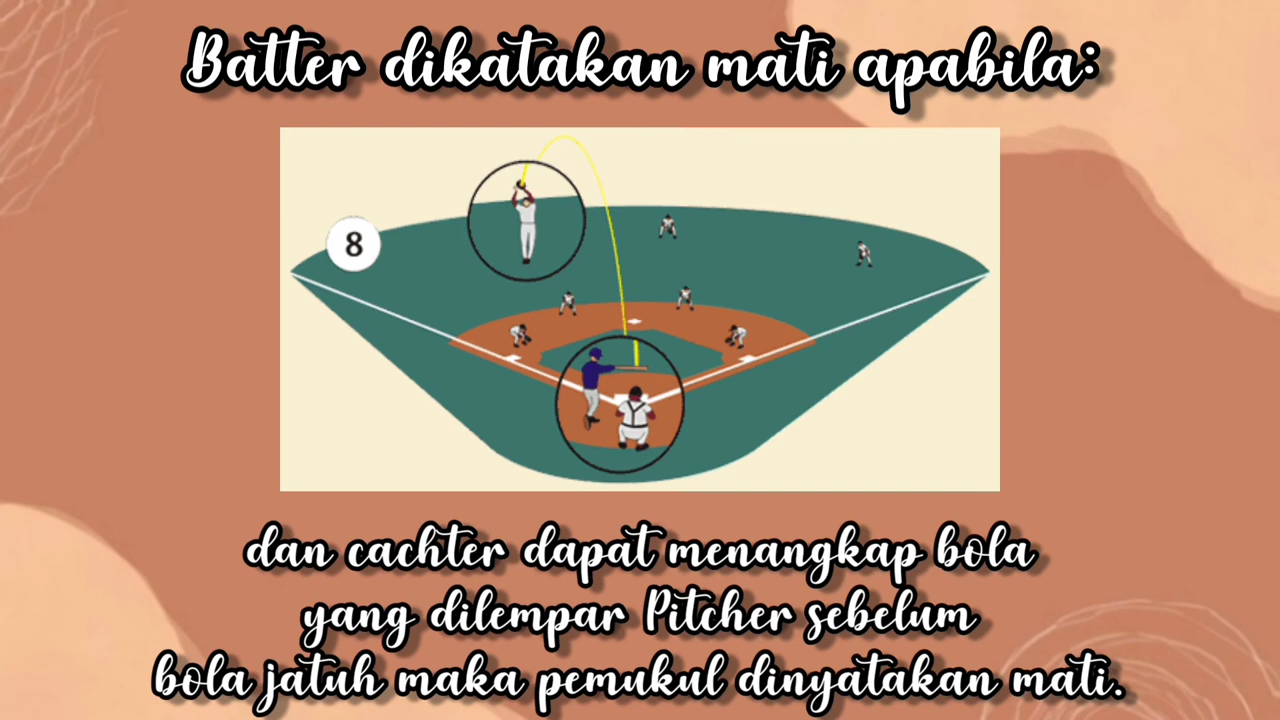 Batter dikatakan mati apabila:
8
dan cachter dapat menangkap bola
yang dilempar Pitcher sebelum
bola jatuh maka pemukul dinyatakan mati.